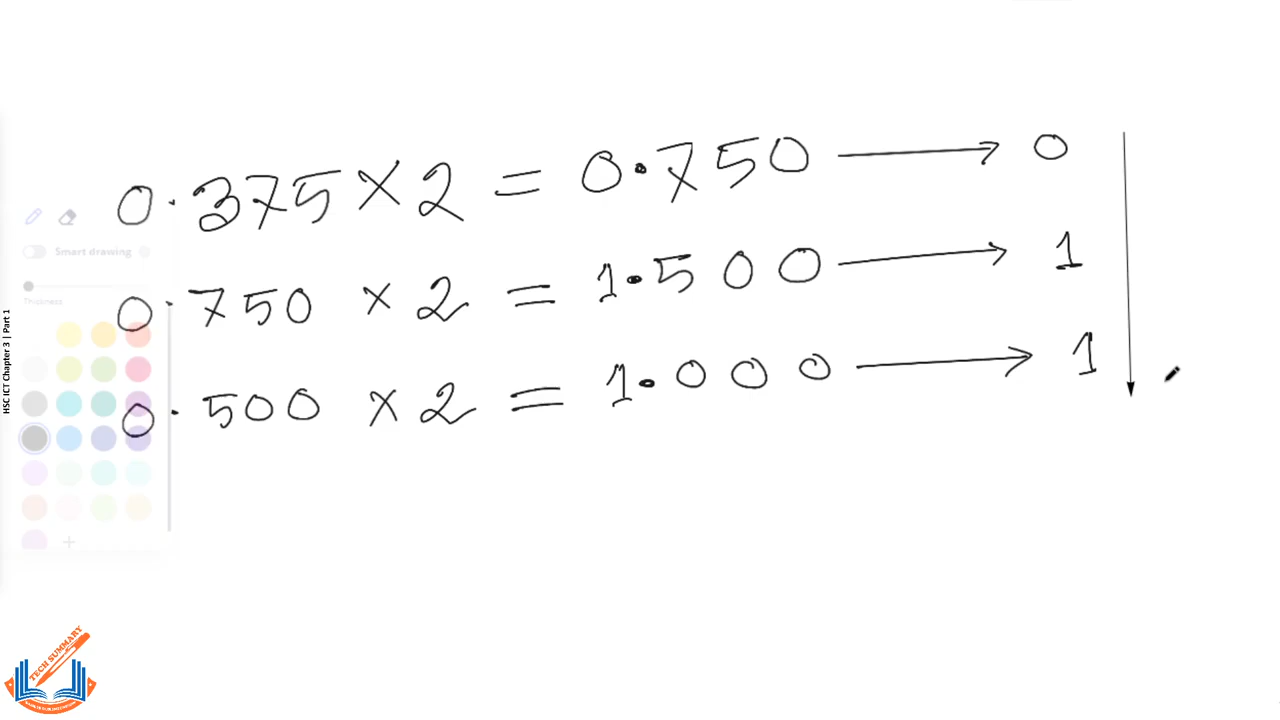 0.375 × 2 = 0.750 ⟶ 0
0.750 × 2 = 1.500 ⟶ 1
0.500 × 2 = 1.000 ⟶ 1
Smart drawing
Thickness
HSC ICT Chapter 3 | Part 1
TECH SUMMARY